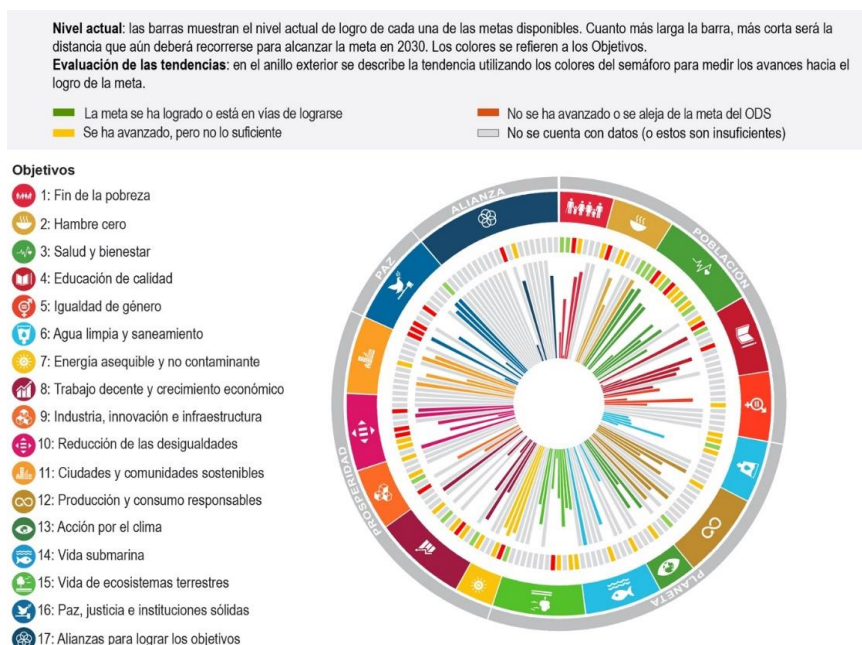 Nivel actual: las barras muestran el nivel actual de logro de cada una de las metas disponibles. Cuanto más larga la barra, más corta será la
distancia que aún deberá recorrerse para alcanzar la meta en 2030. Los colores se refieren a los Objetivos.
Evaluación de las tendencias: en el anillo exterior se describe la tendencia utilizando los colores del semáforo para medir los avances hacia el
logro de la meta.
La meta se ha logrado o está en vías de lograrse
Se ha avanzado, pero no lo suficiente
No se ha avanzado o se aleja de la meta del ODS
No se cuenta con datos (o estos son insuficientes)
Objetivos
1: Fin de la pobreza
2: Hambre cero
3: Salud y bienestar
4: Educación de calidad
5: Igualdad de género
6: Agua limpia y saneamiento
7: Energía asequible y no contaminante
8: Trabajo decente y crecimiento económico
9: Industria, innovación e infraestructura
10: Reducción de las desigualdades
11: Ciudades y comunidades sostenibles
12: Producción y consumo responsables
13: Acción por el clima
14: Vida submarina
15: Vida de ecosistemas terrestres
16: Paz, justicia e instituciones sólidas
17: Alianzas para lograr los objetivos
ALIANZA
POBLACIÓN
PAZ
PROSPERIDAD
PLANETA